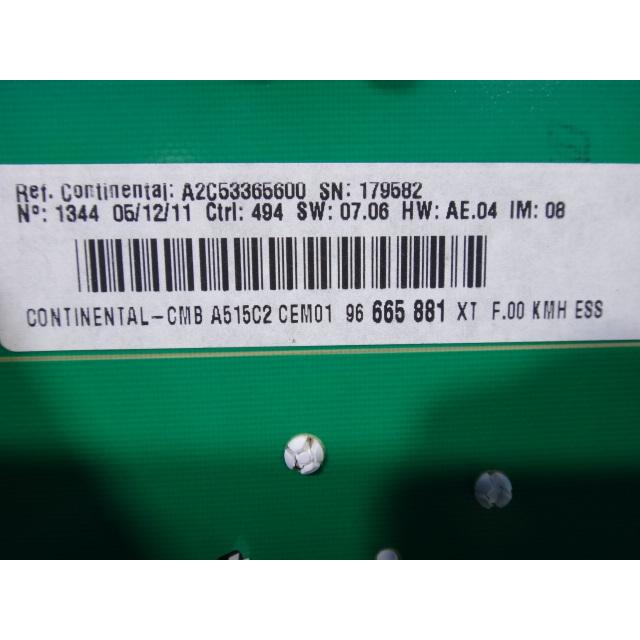 Ref. Continental: A2C53365600 SN: 179582
Nº: 1344 05/12/11 Ctrl: 494 SW: 07.06 HW: AE.04 IM: 08
CONTINENTAL-CMB A515C2 CEM01 96 665 881 XT F.00 KMH ESS